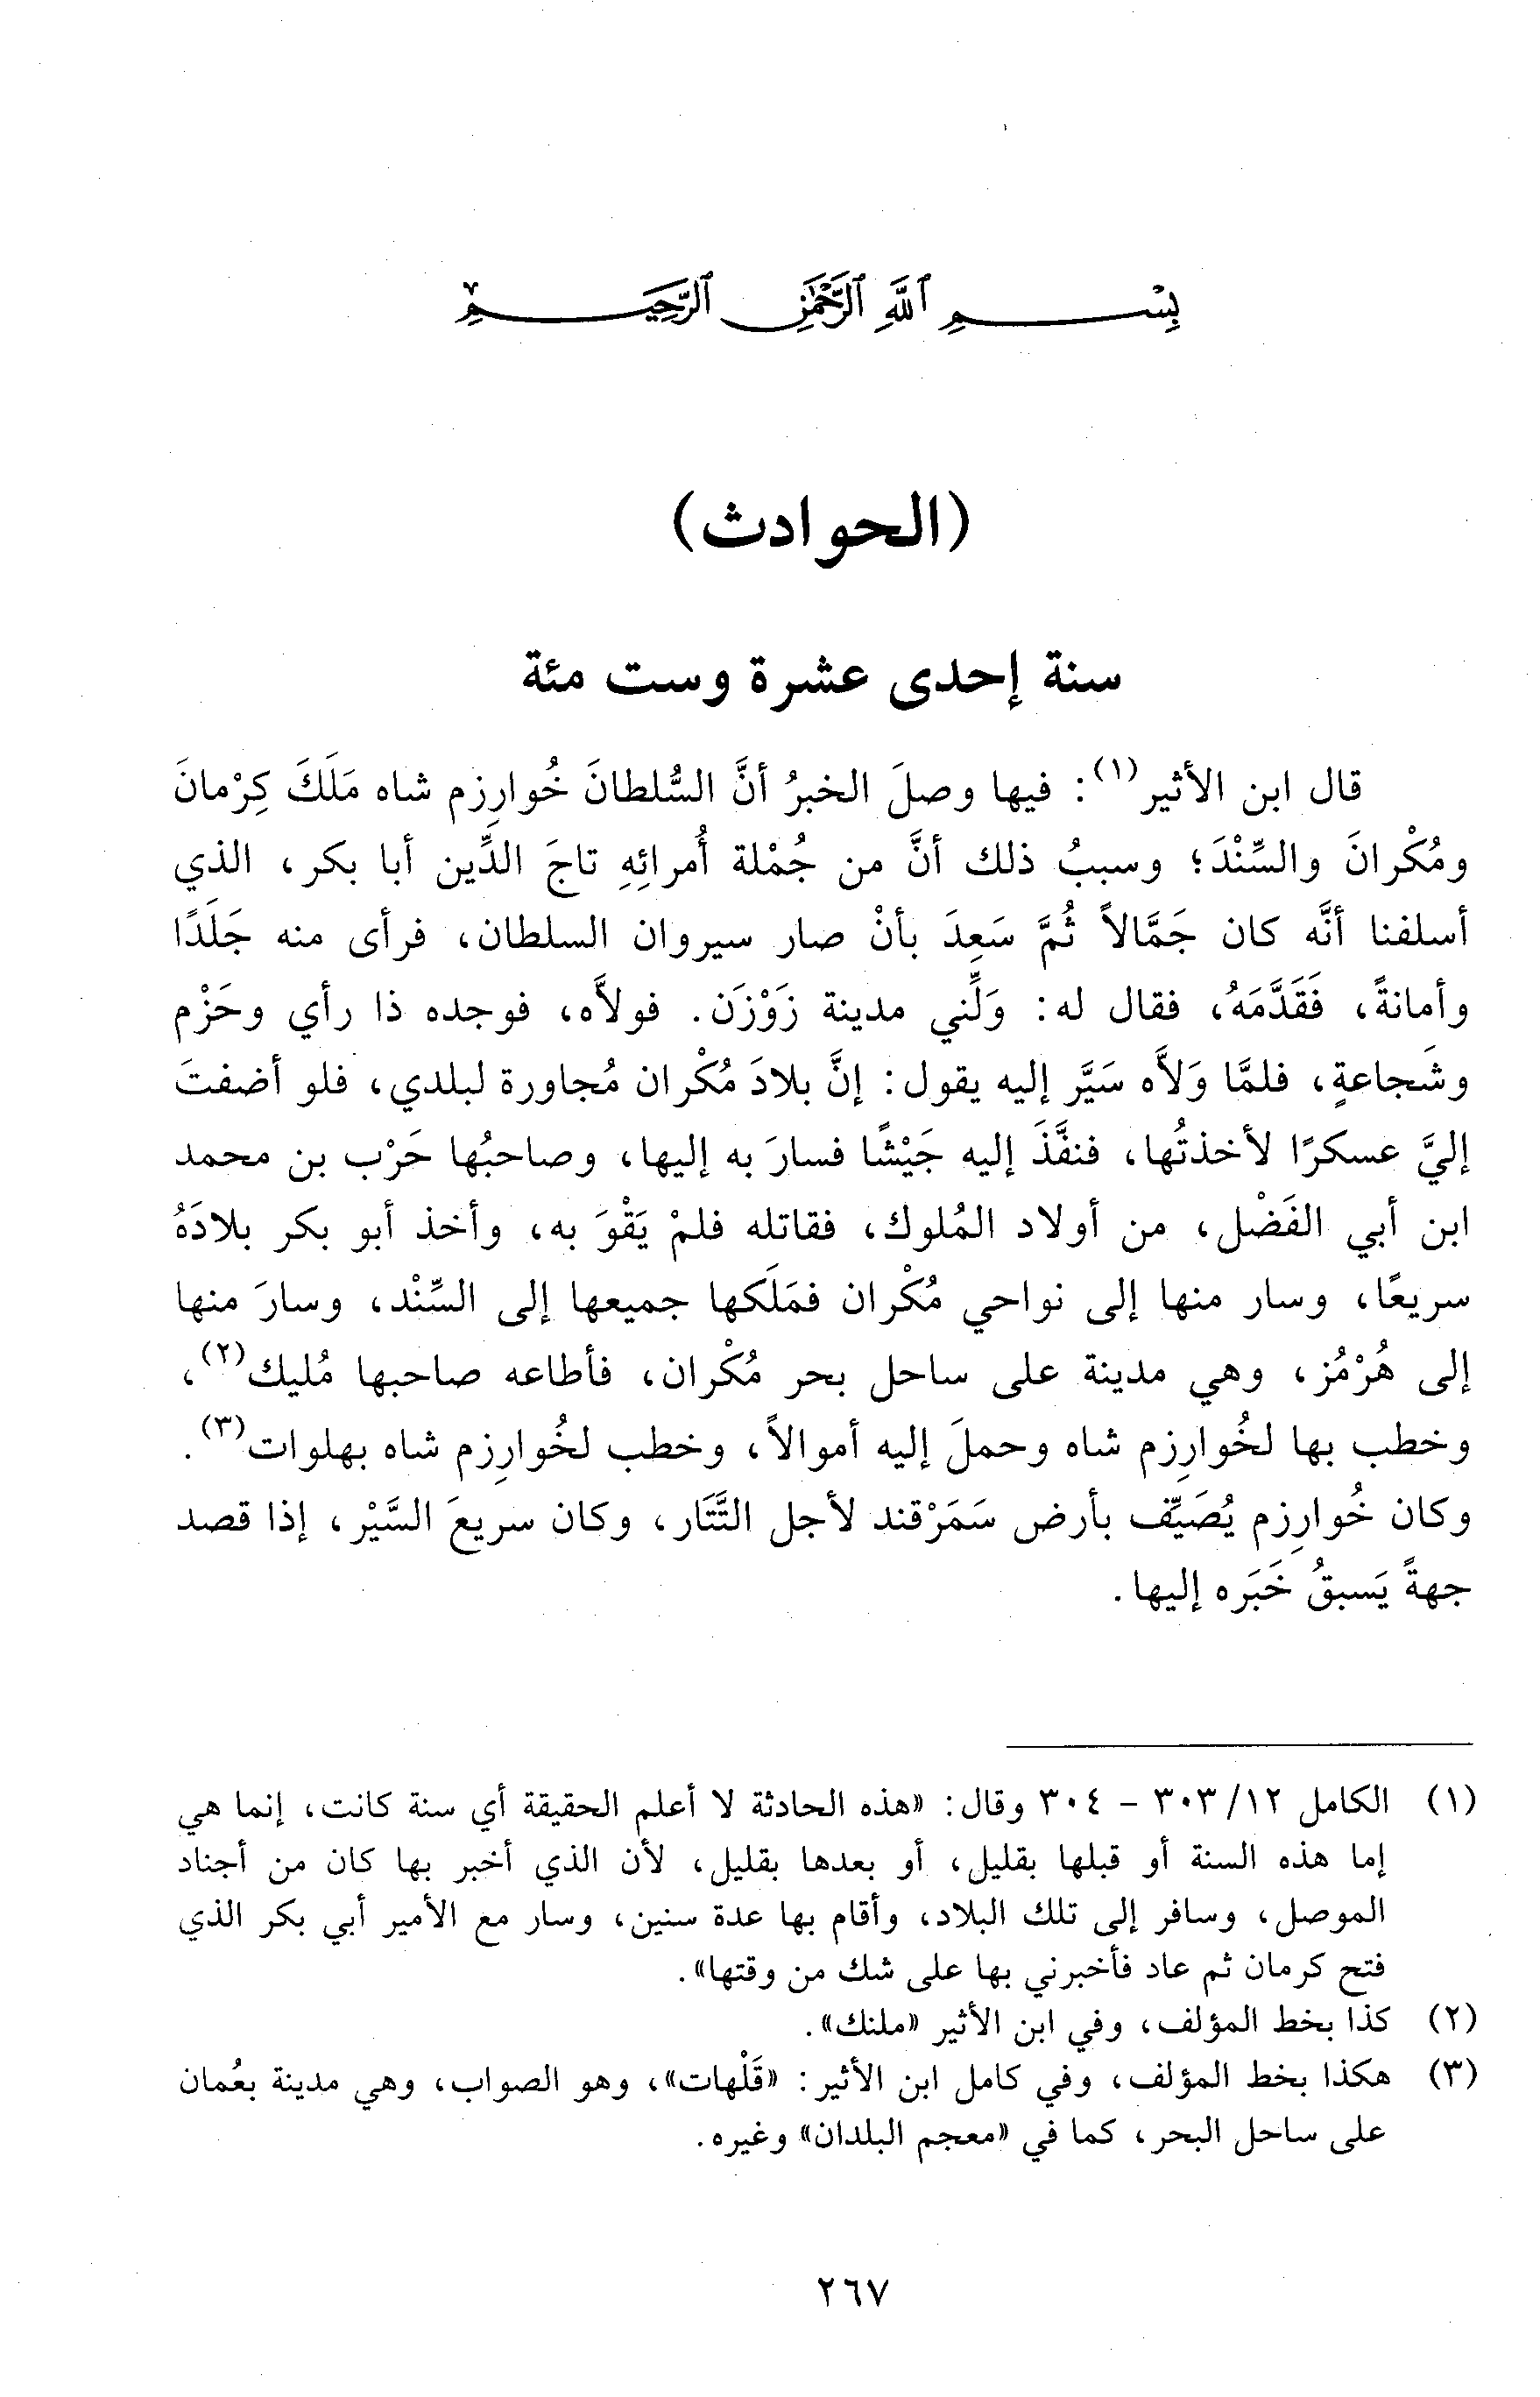 بِسْمِ ٱللَّهِ ٱلرَّحْمَٰنِ ٱلرَّحِيمِ
(الحوادث)
سنة إحدى عشرة وست مئة
قال ابن الأثير(١): فيها وصلَ الخبرُ أنَّ السُّلطانَ خُوارِزم شاه مَلَكَ كِرْمانَ
ومُكْرانَ والسِّنْدَ؛ وسببُ ذلك أنَّ من جُمْلة أُمرائِهِ تاجَ الدِّين أبا بكر، الذي
أسلفنا أنَّه كان جَمَّالاً ثُمَّ سَعِدَ بأنْ صار سيروان السلطان، فرأى منه جَلَدًا
وأمانةً، فَقَدَّمَهُ، فقال له: وَلِّني مدينة زَوْزَن. فولاَّه، فوجده ذا رأي وحَزْم
وشَجاعةٍ، فلمَّا وَلاَّه سَيَّر إليه يقول: إنَّ بلادَ مُكْران مُجاورة لبلدي، فلو أضفتَ
إليَّ عسكرًا لأخذتُها، فنفَّذَ إليه جَيْشًا فسارَ به إليها، وصاحبُها حَرْب بن محمد
ابن أبي الفَضْل، من أولاد المُلوك، فقاتله فلمْ يَقْوَ به، وأخذ أبو بكر بلادَهُ
سريعًا، وسار منها إلى نواحي مُكْران فمَلَكها جميعها إلى السِّنْد، وسارَ منها
إلى هُرْمُز، وهي مدينة على ساحل بحر مُكْران، فأطاعه صاحبها مُليك(٢)،
وخطب بها لخُوارِزم شاه وحملَ إليه أموالاً، وخطب لخُوارِزم شاه بهلوات(٣).
وكان خُوارِزم يُصَيِّف بأرض سَمَرْقند لأجل التَّتَار، وكان سريعَ السَّيْر، إذا قصد
جهةً يَسبقُ خَبَره إليها.
(١) الكامل ١٢/ ٣٠٣ - ٣٠٤ وقال: «هذه الحادثة لا أعلم الحقيقة أي سنة كانت، إنما هي
إما هذه السنة أو قبلها بقليل، أو بعدها بقليل، لأن الذي أخبر بها كان من أجناد
الموصل، وسافر إلى تلك البلاد، وأقام بها عدة سنين، وسار مع الأمير أبي بكر الذي
فتح كرمان ثم عاد فأخبرني بها على شك من وقتها».
(٢) كذا بخط المؤلف، وفي ابن الأثير «ملنك».
(٣) هكذا بخط المؤلف، وفي كامل ابن الأثير: «قَلْهات»، وهو الصواب، وهي مدينة بعُمان
على ساحل البحر، كما في «معجم البلدان» وغيره.
٢٦٧